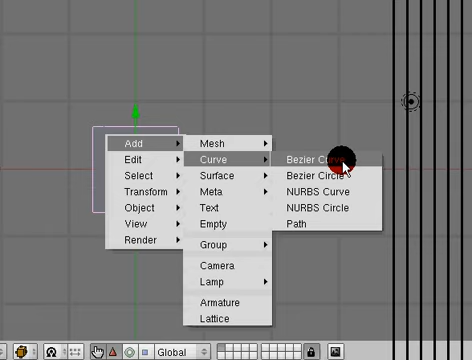 Add
Edit
Select
Transform
Object
View
Render
Mesh
Curve
Surface
Meta
Text
Empty
Group
Camera
Lamp
Armature
Lattice
Bezier Curve
Bezier Circle
NURBS Curve
NURBS Circle
Path
Global